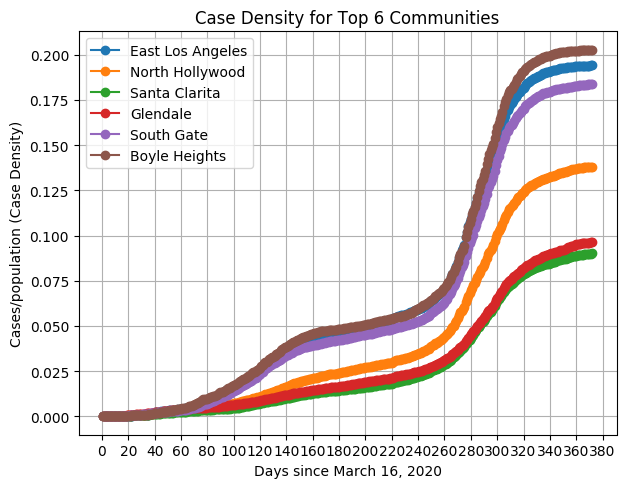 Case Density for Top 6 Communities
East Los Angeles
North Hollywood
Santa Clarita
Glendale
South Gate
Boyle Heights
0.200
0.175
0.150
0.125
0.100
0.075
0.050
0.025
0.000
Cases/population (Case Density)
0 20 40 60 80 100 120 140 160 180 200 220 240 260 280 300 320 340 360 380
Days since March 16, 2020